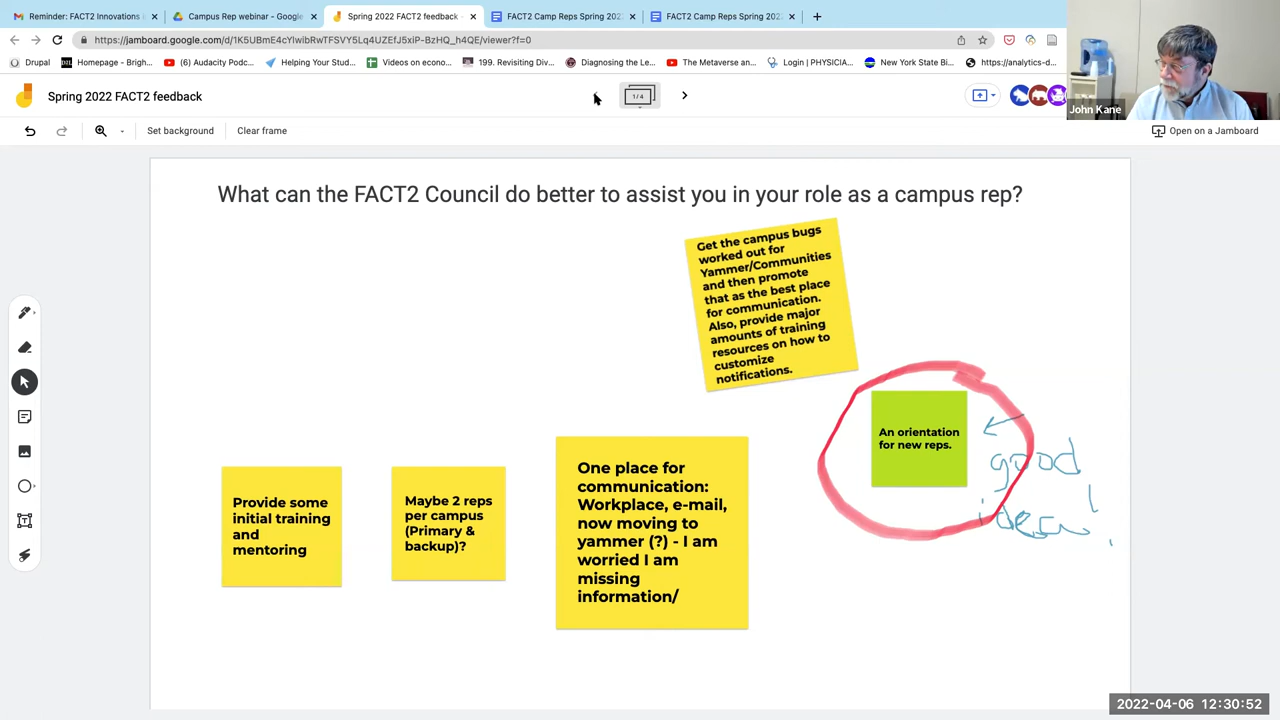 Reminder: FACT2 Innovations
Campus Rep webinar - Google
Spring 2022 FACT2 feedback -
FACT2 Camp Reps Spring 202
FACT2 Camp Reps Spring 202
https://jamboard.google.com/d/1K5UBmE4cYlwibRwTFSVY5Lq4UZEfJ5xiP-BzHQ_h4QE/viewer?f=0
Drupal
Homepage - Brigh...
(6) Audacity Podc...
Helping Your Stud...
Videos on econo...
199. Revisiting Div...
Diagnosing the Le...
The Metaverse an...
Login | PHYSICIA...
New York State Bi...
https://analytics-d...
John Kane
Spring 2022 FACT2 feedback
1/4
Set background
Clear frame
Open on a Jamboard
What can the FACT2 Council do better to assist you in your role as a campus rep?
Get the campus bugs
worked out for
Yammer/Communities
and then promote
that as the best place
for communication.
Also, provide major
amounts of training
resources on how to
customize
notifications.
An orientation
for new reps.
good
idea!
One place for
communication:
Workplace, e-mail,
now moving to
yammer (?) - I am
worried I am
missing
information/
Maybe 2 reps
per campus
(Primary &
backup)?
Provide some
initial training
and
mentoring
2022-04-06 12:30:52